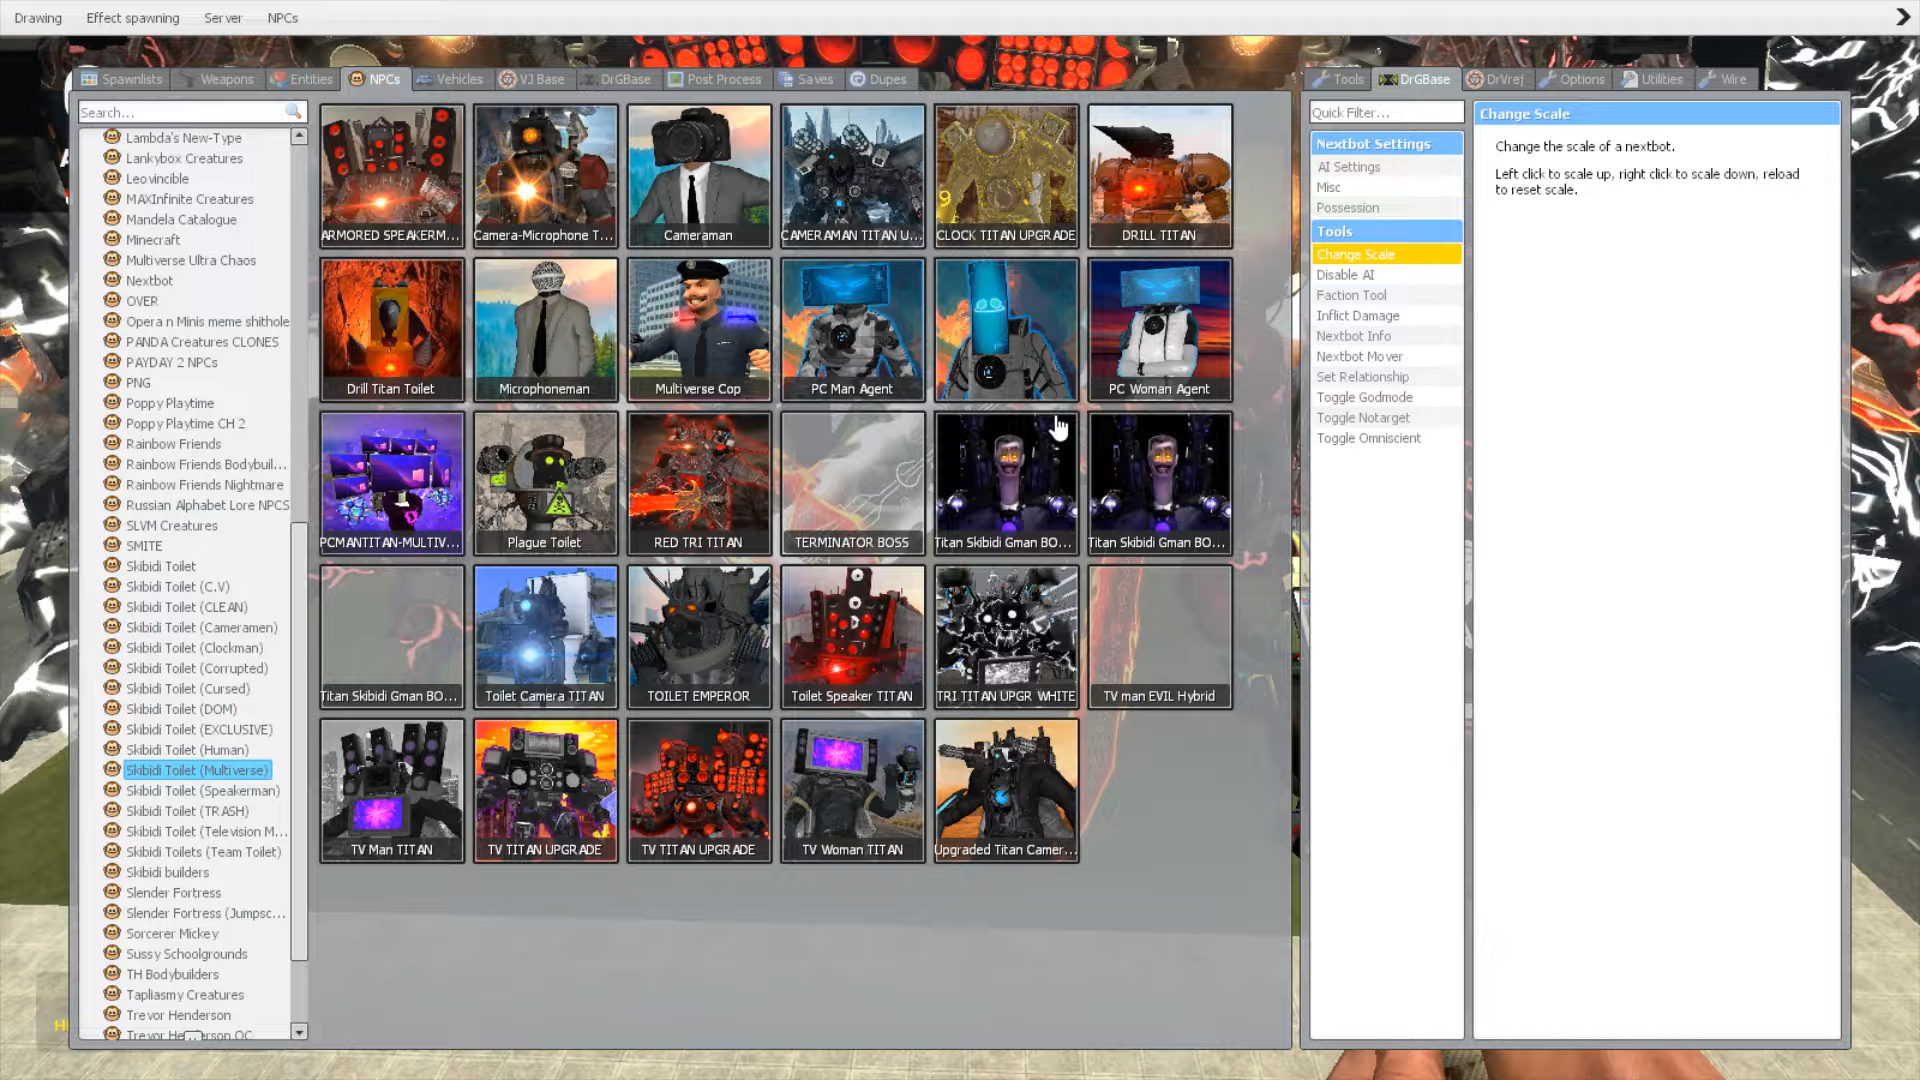 Drawing Effect spawning Server NPCs
Spawnlists Weapons Entities NPCs Vehicles VJ Base DrGBase Post Process Saves Dupes
Search...
Lambda's New-Type
Lankybox Creatures
Leovincible
MAXInfinite Creatures
Mandela Catalogue
Minecraft
Multiverse Ultra Chaos
Nextbot
OVER
Opera n Minis meme shithole
PANDA Creatures CLONES
PAYDAY 2 NPCs
PNG
Poppy Playtime
Poppy Playtime CH 2
Rainbow Friends
Rainbow Friends Bodybuil...
Rainbow Friends Nightmare
Russian Alphabet Lore NPCS
SLVM Creatures
SMITE
Skibidi Toilet
Skibidi Toilet (C.V)
Skibidi Toilet (CLEAN)
Skibidi Toilet (Cameramen)
Skibidi Toilet (Clockman)
Skibidi Toilet (Corrupted)
Skibidi Toilet (Cursed)
Skibidi Toilet (DOM)
Skibidi Toilet (EXCLUSIVE)
Skibidi Toilet (Human)
Skibidi Toilet (Multiverse)
Skibidi Toilet (Speakerman)
Skibidi Toilet (TRASH)
Skibidi Toilet (Television M...
Skibidi Toilets (Team Toilet)
Skibidi builders
Slender Fortress
Slender Fortress (Jumpsc...
Sorcerer Mickey
Sussy Schoolgrounds
TH Bodybuilders
Tapliasmy Creatures
Trevor Henderson
Trevor Henderson OC
ARMORED SPEAKERM... Camera-Microphone T... Cameraman CAMERAMAN TITAN U... CLOCK TITAN UPGRADE DRILL TITAN
Drill Titan Toilet Microphoneman Multiverse Cop PC Man Agent PC Woman Agent
PCMANTITAN-MULTIV... Plague Toilet RED TRI TITAN TERMINATOR BOSS Titan Skibidi Gman BO... Titan Skibidi Gman BO...
Titan Skibidi Gman BO... Toilet Camera TITAN TOILET EMPEROR Toilet Speaker TITAN TRI TITAN UPGR WHITE TV man EVIL Hybrid
TV Man TITAN TV TITAN UPGRADE TV TITAN UPGRADE TV Woman TITAN Upgraded Titan Camer...
Tools DrGBase DrVrej Options Utilities Wire
Quick Filter...
Nextbot Settings
AI Settings
Misc
Possession
Tools
Change Scale
Disable AI
Faction Tool
Inflict Damage
Nextbot Info
Nextbot Mover
Set Relationship
Toggle Godmode
Toggle Notarget
Toggle Omniscient
Change Scale
Change the scale of a nextbot.
Left click to scale up, right click to scale down, reload
to reset scale.